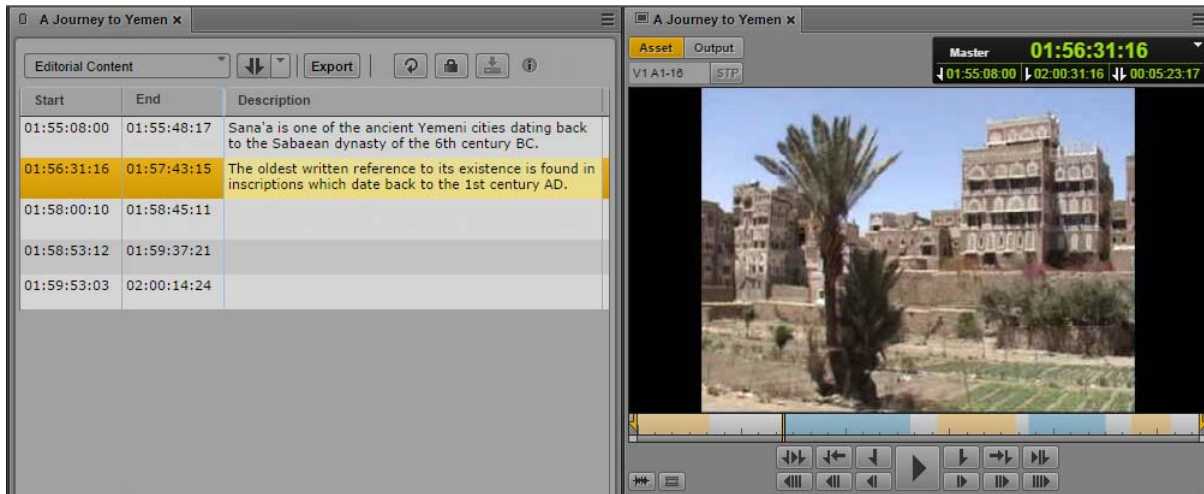 A Journey to Yemen x
Editorial Content
Export
Start End Description
01:55:08:00 01:55:48:17 Sana'a is one of the ancient Yemeni cities dating back
to the Sabaean dynasty of the 6th century BC.
01:56:31:16 01:57:43:15 The oldest written reference to its existence is found in
inscriptions which date back to the 1st century AD.
01:58:00:10 01:58:45:11
01:58:53:12 01:59:37:21
01:59:53:03 02:00:14:24
A Journey to Yemen x
Asset Output
Master 01:56:31:16
V1 A1-16 STP
01:55:08:00 02:00:31:16 00:05:23:17